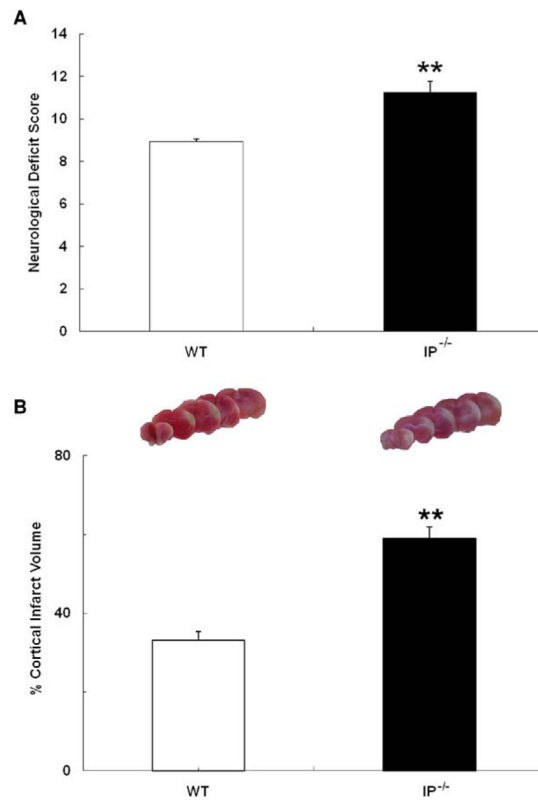 A
Neurological Deficit Score
14
12
10
8
6
4
2
0
**
WT
IP-/-
B
% Cortical Infarct Volume
80
40
0
**
WT
IP-/-